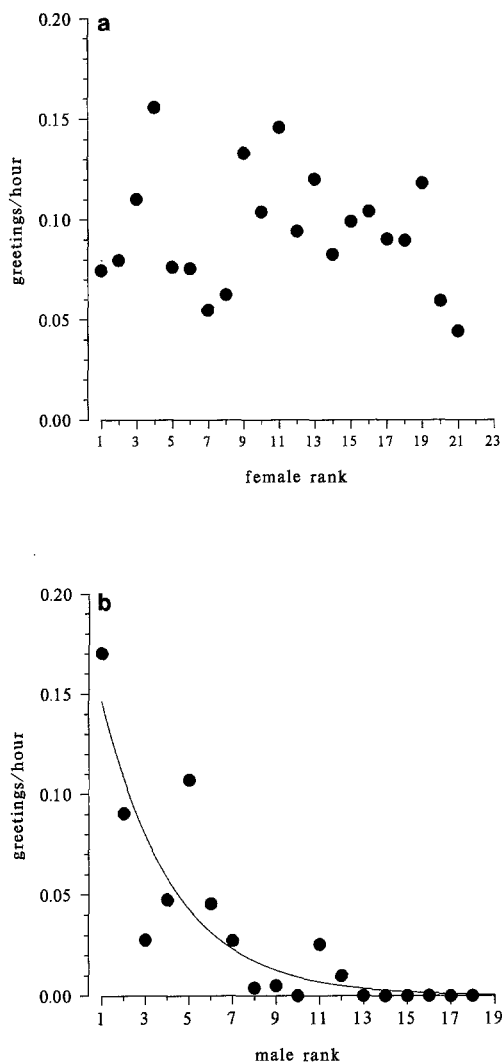 a
0.20
0.15
0.10
0.05
0.00
greetings/hour
1 3 5 7 9 11 13 15 17 19 21 23
female rank
b
0.20
0.15
0.10
0.05
0.00
greetings/hour
1 3 5 7 9 11 13 15 17 19
male rank